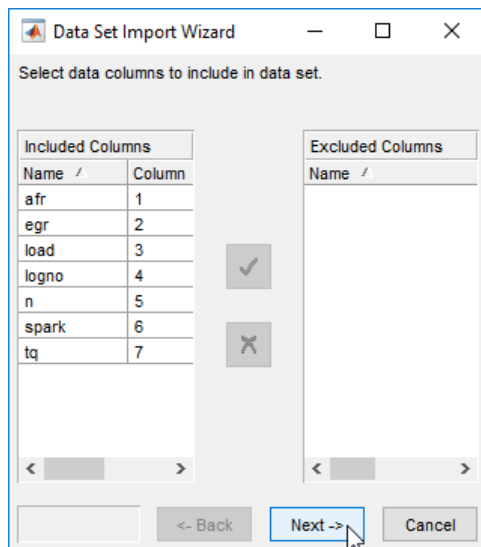 Data Set Import Wizard
Select data columns to include in data set.
Included Columns Excluded Columns
Name Column Name
afr 1
egr 2
load 3
logno 4
n 5
spark 6
tq 7
<- Back Next -> Cancel